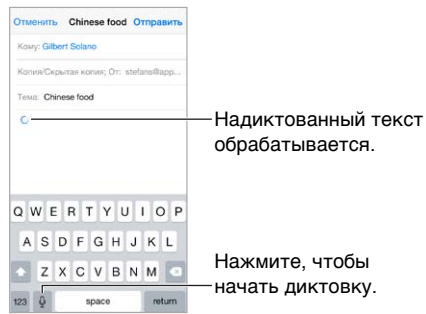 Отменить Chinese food Отправить
Кому: Gilbert Solano
Копия/Скрытая копия; От: stefans@app...
Тема: Chinese food
Надиктованный текст
обрабатывается.
Q W E R T Y U I O P
A S D F G H J K L
Z X C V B N M
Нажмите, чтобы
начать диктовку.
123 space return